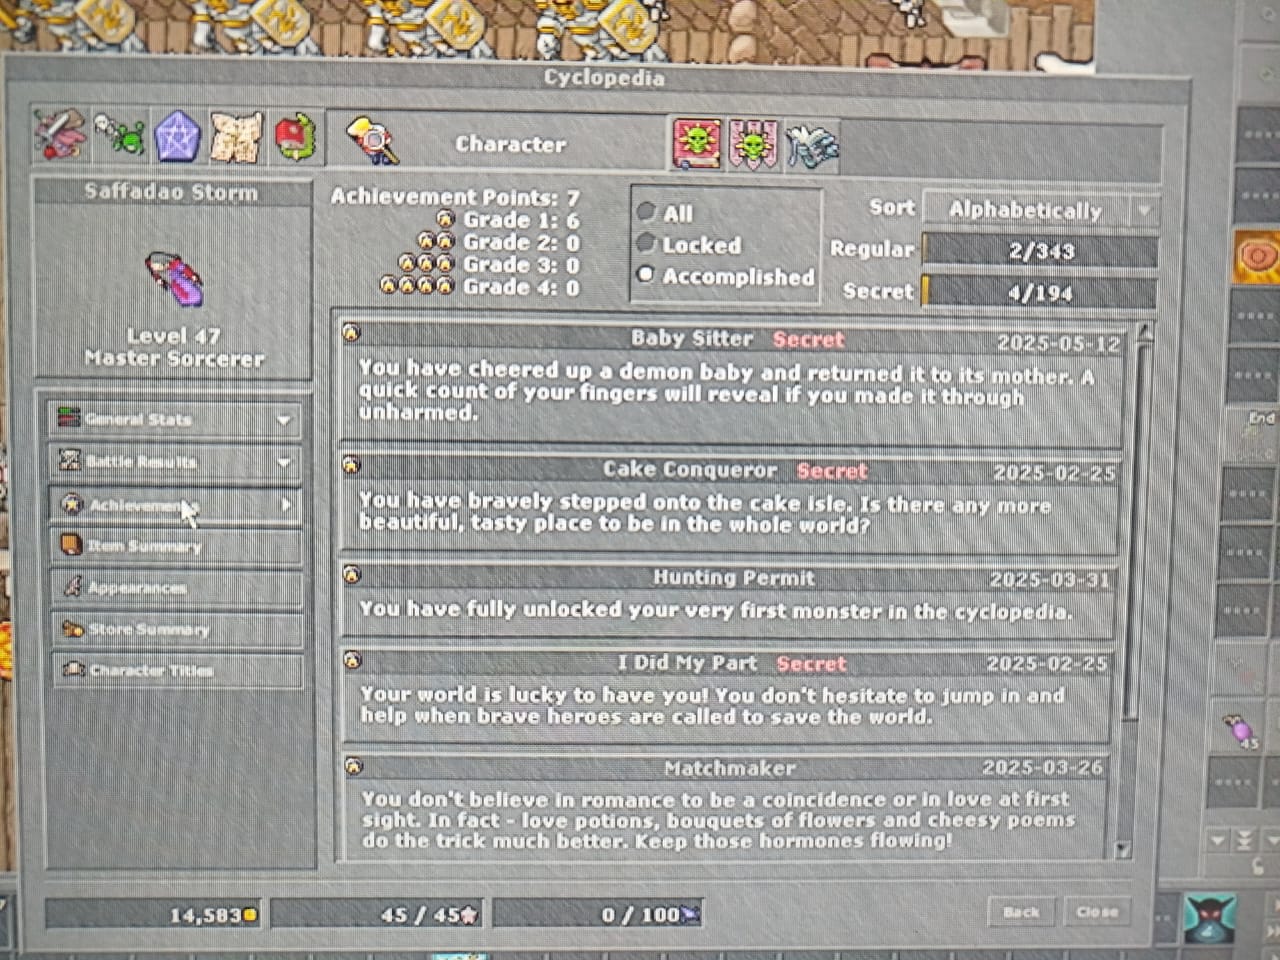 Cyclopedia
Character
Saffadao Storm
Level 47
Master Sorcerer
General Stats
Battle Results
Achievements
Item Summary
Appearances
Store Summary
Character Titles
Achievement Points: 7
Grade 1: 6
Grade 2: 0
Grade 3: 0
Grade 4: 0
All
Locked
Accomplished
Sort Alphabetically
Regular 2/343
Secret 4/194
Baby Sitter Secret 2025-05-12
You have cheered up a demon baby and returned it to its mother. A
quick count of your fingers will reveal if you made it through
unharmed.
Cake Conqueror Secret 2025-02-25
You have bravely stepped onto the cake isle. Is there any more
beautiful, tasty place to be in the whole world?
Hunting Permit 2025-03-31
You have fully unlocked your very first monster in the cyclopedia.
I Did My Part Secret 2025-02-25
Your world is lucky to have you! You don't hesitate to jump in and
help when brave heroes are called to save the world.
Matchmaker 2025-03-26
You don't believe in romance to be a coincidence or in love at first
sight. In fact - love potions, bouquets of flowers and cheesy poems
do the trick much better. Keep those hormones flowing!
14,583
45 / 45
0 / 100
Back
Close
End
45